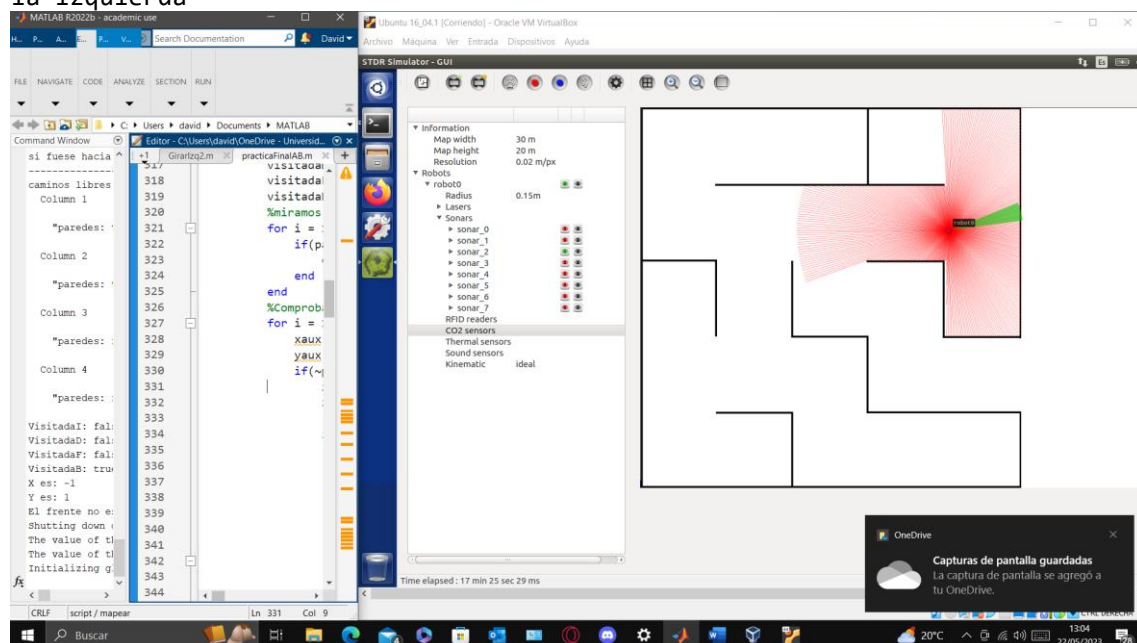 la izquierda
MATLAB R2022b - academic use
H... P... A... E... P... V...
Search Documentation
David
FILE NAVIGATE CODE ANALYZE SECTION RUN
C: Users david Documents MATLAB
Command Window
si fuese hacia
--------------
caminos libres
Column 1
"paredes:
Column 2
"paredes:
Column 3
"paredes:
Column 4
"paredes:
VisitadaI: fal
VisitadaD: fal
VisitadaF: fal
VisitadaB: tru
X es: -1
Y es: 1
El frente no e
Shutting down
The value of th
The value of th
Initializing g
fx
Editor - C:\Users\david\OneDrive - Universid...
+1 GirarIzq2.m practicaFinalAB.m +
317 visitada
318 visitada
319 visitada
320 %miramos
321 for i =
322 if(p
323
324 end
325 end
326 %Comprob
327 for i =
328 xaux
329 yaux
330 if(~
331
332
333
334
335
336
337
338
339
340
341
342
343
344
CRLF script / mapear Ln 331 Col 9
Ubuntu 16_04.1 [Corriendo] - Oracle VM VirtualBox
Archivo Máquina Ver Entrada Dispositivos Ayuda
STDR Simulator - GUI
Es
Information
Map width 30 m
Map height 20 m
Resolution 0.02 m/px
Robots
robot0
Radius 0.15m
Lasers
Sonars
sonar_0
sonar_1
sonar_2
sonar_3
sonar_4
sonar_5
sonar_6
sonar_7
RFID readers
CO2 sensors
Thermal sensors
Sound sensors
Kinematic ideal
robot0
Time elapsed : 17 min 25 sec 29 ms
OneDrive
Capturas de pantalla guardadas
La captura de pantalla se agregó a
tu OneDrive.
CTRL DERECHA
Buscar
20°C
13:04
22/05/2023